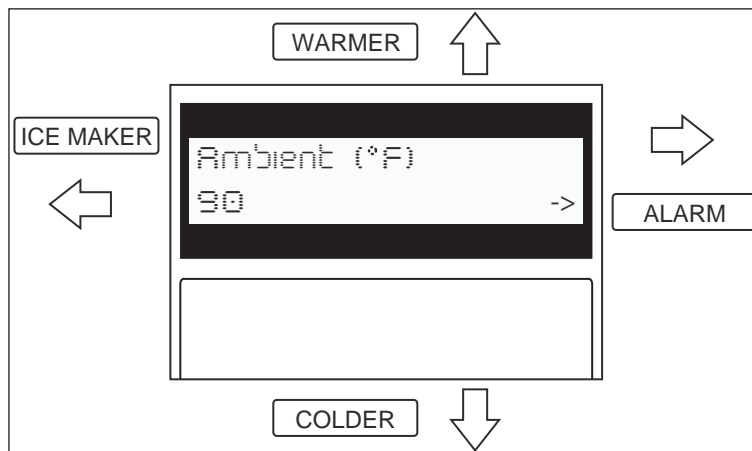 WARMER
ICE MAKER
Ambient (°F)
90 ->
ALARM
COLDER